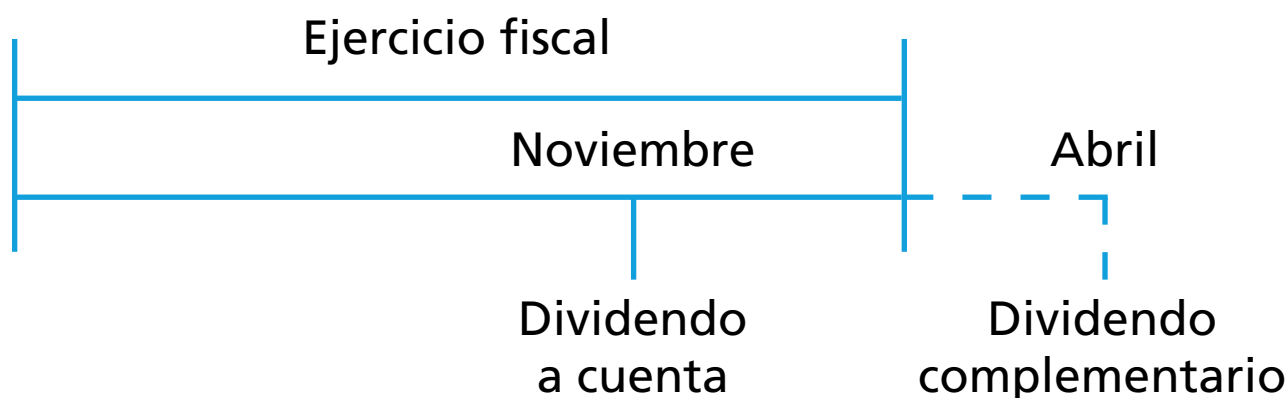 Ejercicio fiscal
Noviembre
Abril
Dividendo
a cuenta
Dividendo
complementario